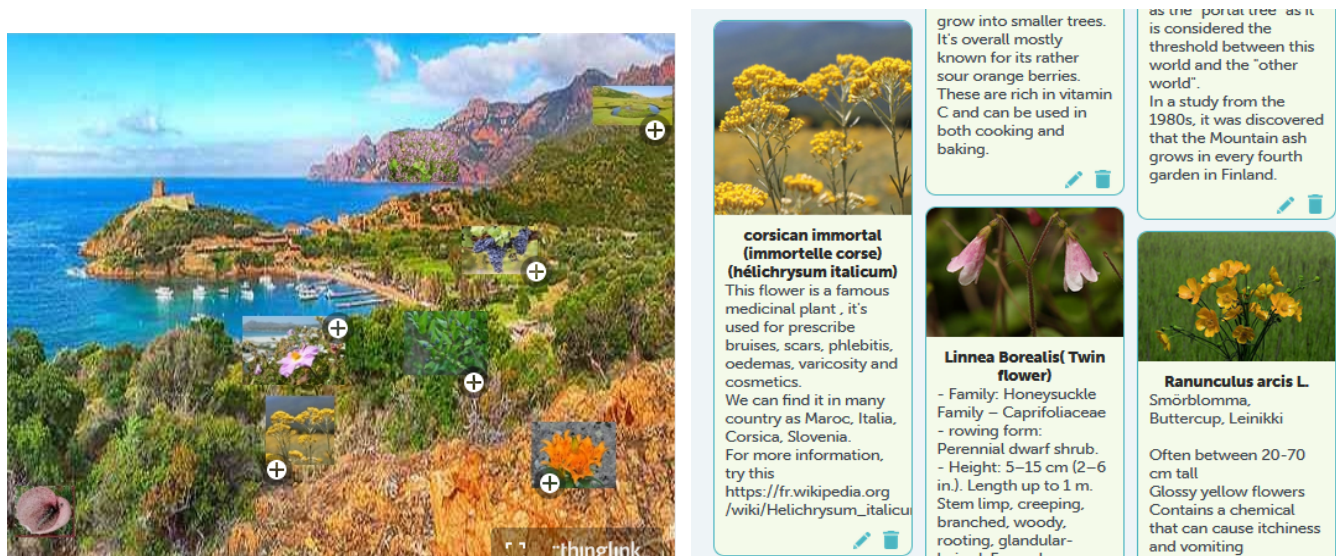 ¨thinglink
corsican immortal
(immortelle corse)
(hélichrysum italicum)
This flower is a famous
medicinal plant , it's
used for prescribe
bruises, scars, phlebitis,
oedemas, varicosity and
cosmetics.
We can find it in many
country as Maroc, Italia,
Corsica, Slovenia.
For more information,
try this
https://fr.wikipedia.org
/wiki/Helichrysum_italicu
grow into smaller trees.
It's overall mostly
known for its rather
sour orange berries.
These are rich in vitamin
C and can be used in
both cooking and
baking.
Linnea Borealis( Twin
flower)
- Family: Honeysuckle
Family – Caprifoliaceae
- rowing form:
Perennial dwarf shrub.
- Height: 5–15 cm (2–6
in.). Length up to 1 m.
Stem limp, creeping,
branched, woody,
rooting, glandular-
as the "portal tree" as it
is considered the
threshold between this
world and the "other
world".
In a study from the
1980s, it was discovered
that the Mountain ash
grows in every fourth
garden in Finland.
Ranunculus arcis L.
Smörblomma,
Buttercup, Leinikki
Often between 20-70
cm tall
Glossy yellow flowers
Contains a chemical
that can cause itchiness
and vomiting